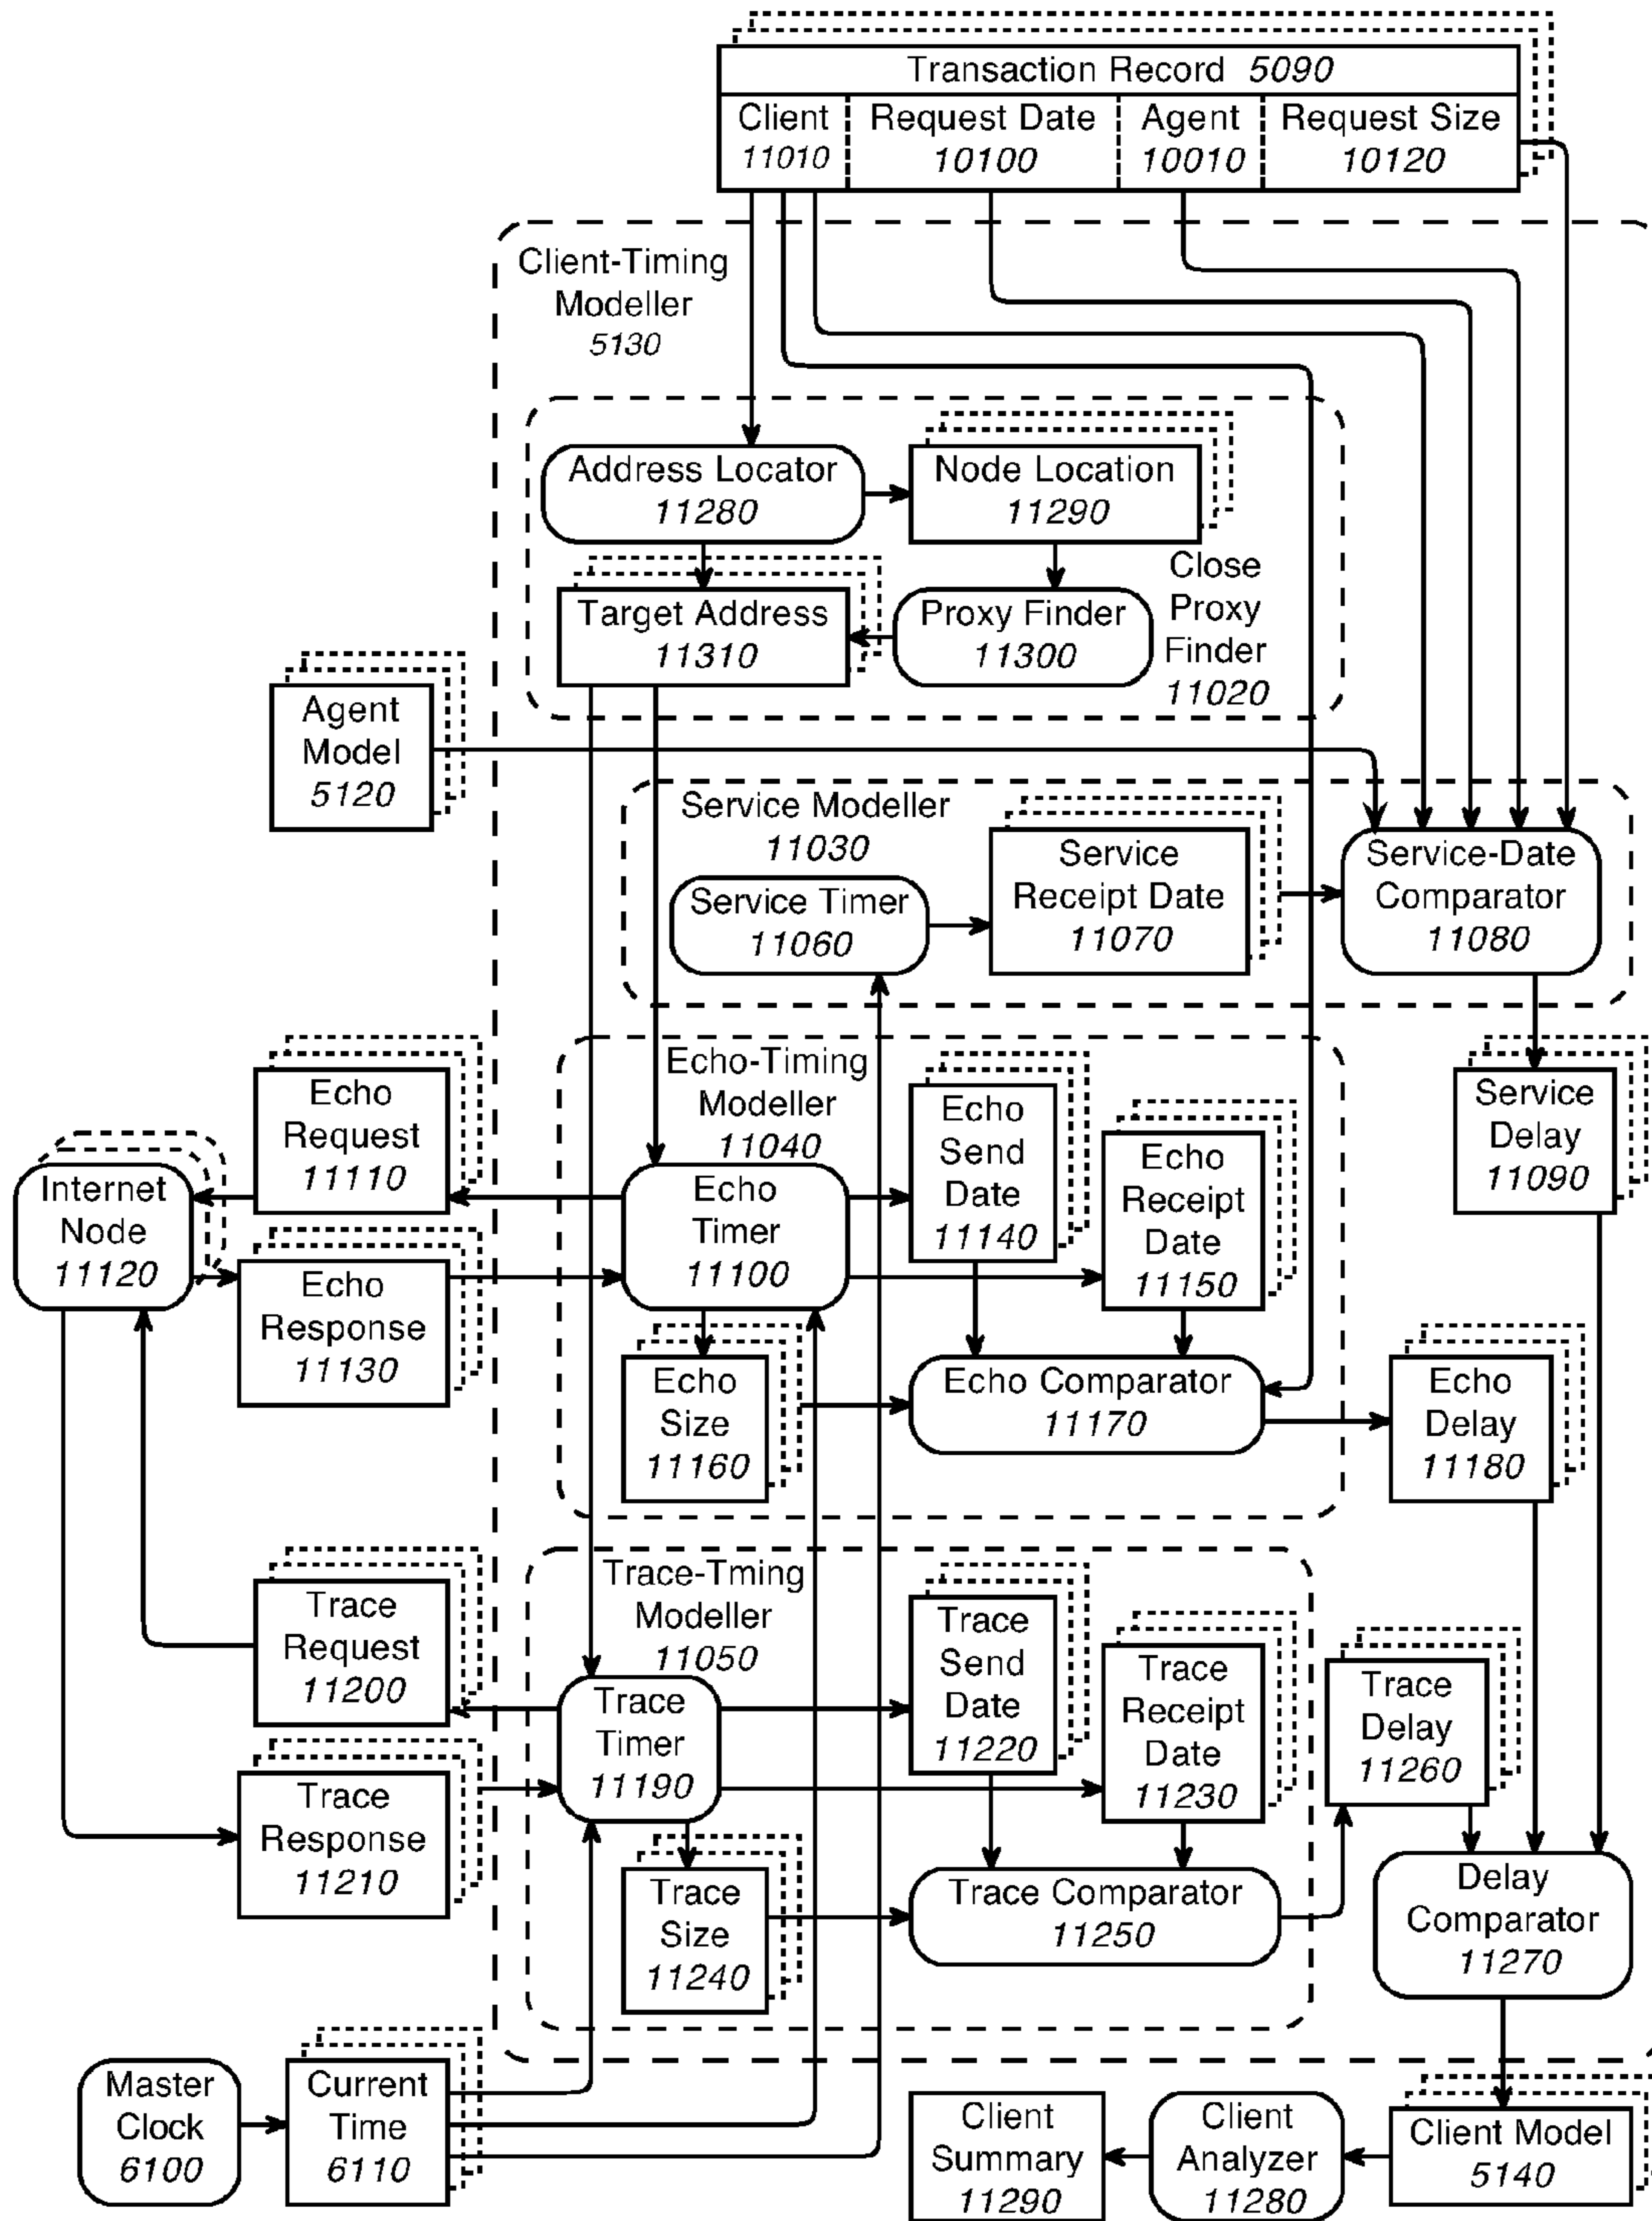 Transaction Record 5090
Client
11010
Request Date
10100
Agent
10010
Request Size
10120
Client-Timing
Modeller
5130
Address Locator
11280
Node Location
11290
Target Address
11310
Proxy Finder
11300
Close
Proxy
Finder
11020
Agent
Model
5120
Service Modeller
11030
Service Timer
11060
Service
Receipt Date
11070
Service-Date
Comparator
11080
Service
Delay
11090
Echo-Timing
Modeller
11040
Echo
Request
11110
Internet
Node
11120
Echo
Response
11130
Echo
Timer
11100
Echo
Send
Date
11140
Echo
Receipt
Date
11150
Echo
Size
11160
Echo Comparator
11170
Echo
Delay
11180
Trace-Tming
Modeller
11050
Trace
Request
11200
Trace
Response
11210
Trace
Timer
11190
Trace
Send
Date
11220
Trace
Receipt
Date
11230
Trace
Delay
11260
Trace
Size
11240
Trace Comparator
11250
Delay
Comparator
11270
Master
Clock
6100
Current
Time
6110
Client
Summary
11290
Client
Analyzer
11280
Client Model
5140